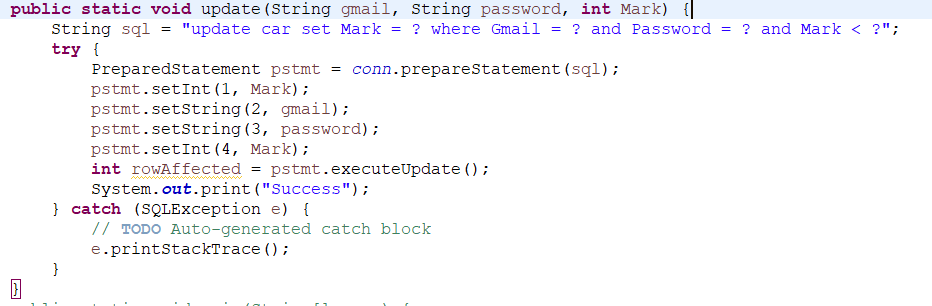 public static void update(String gmail, String password, int Mark) {
    String sql = "update car set Mark = ? where Gmail = ? and Password = ? and Mark < ?";
    try {
        PreparedStatement pstmt = conn.prepareStatement(sql);
        pstmt.setInt(1, Mark);
        pstmt.setString(2, gmail);
        pstmt.setString(3, password);
        pstmt.setInt(4, Mark);
        int rowAffected = pstmt.executeUpdate();
        System.out.print("Success");
    } catch (SQLException e) {
        // TODO Auto-generated catch block
        e.printStackTrace();
    }
}